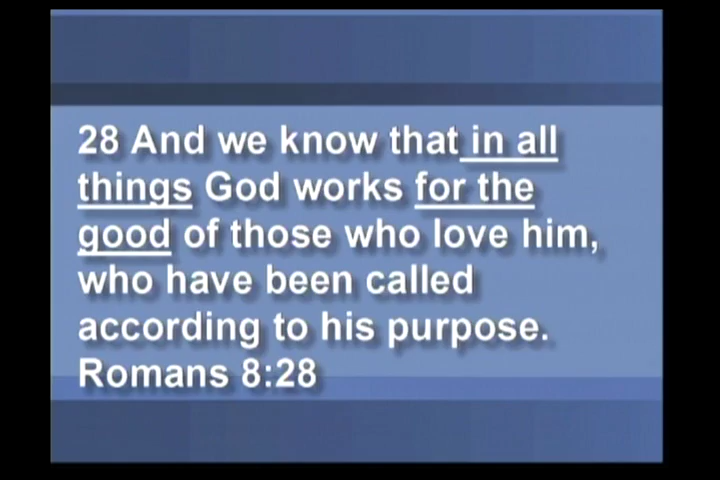 28 And we know that in all
things God works for the
good of those who love him,
who have been called
according to his purpose.
Romans 8:28